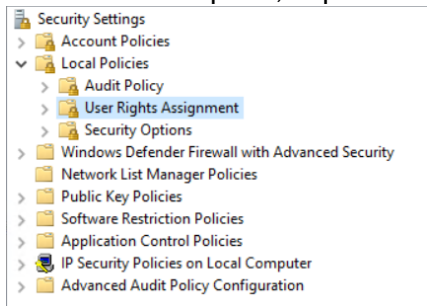 Security Settings
Account Policies
Local Policies
Audit Policy
User Rights Assignment
Security Options
Windows Defender Firewall with Advanced Security
Network List Manager Policies
Public Key Policies
Software Restriction Policies
Application Control Policies
IP Security Policies on Local Computer
Advanced Audit Policy Configuration